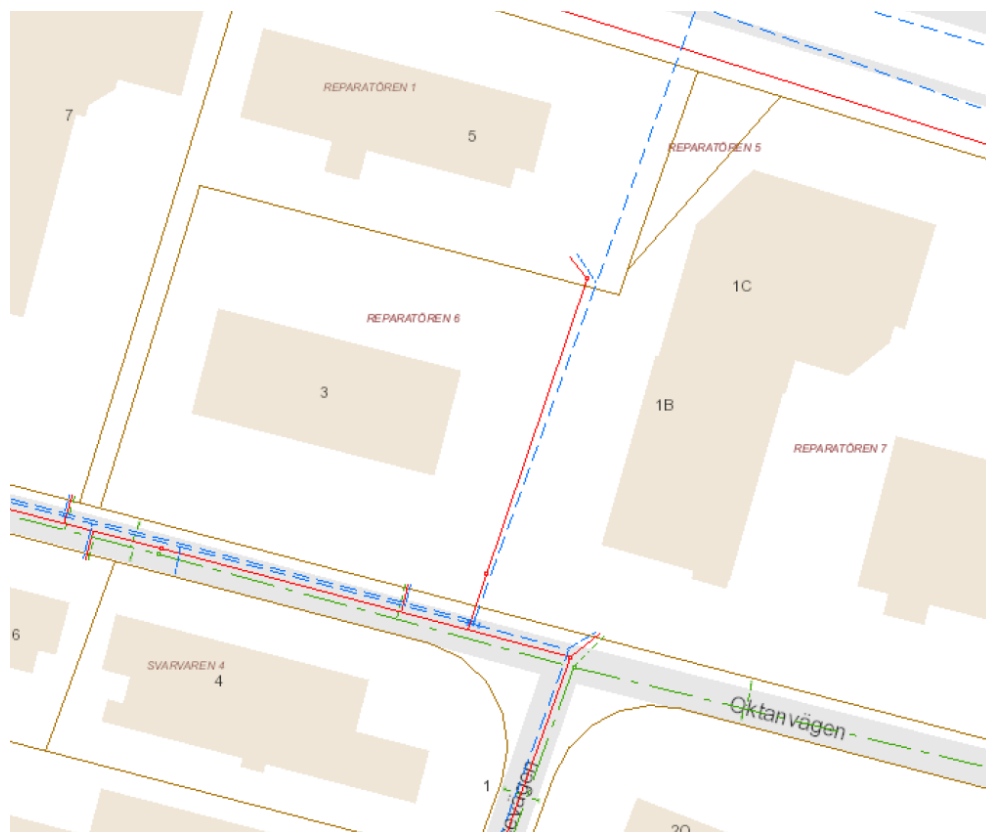 REPARATÖREN 1
7
5
REPARATÖREN 5
1C
REPARATÖREN 6
3
1B
REPARATÖREN 7
6
SVARVAREN 4
4
Oktanvägen
1
2Q